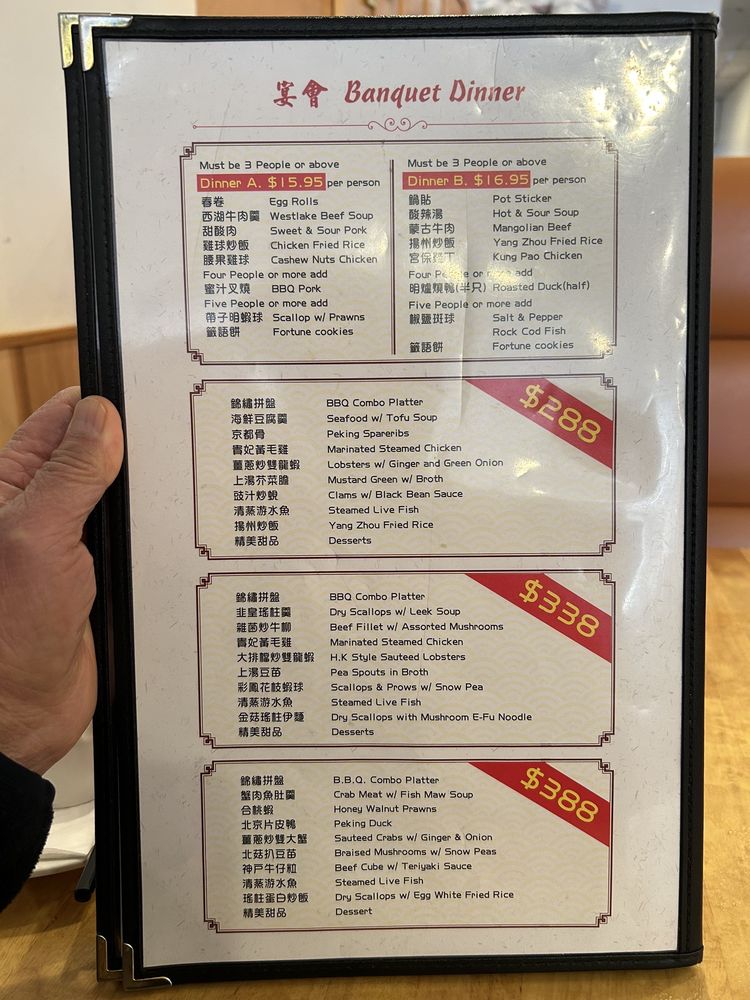 宴會 Banquet Dinner
Must be 3 People or above
Dinner A. $15.95 per person
春卷 Egg Rolls
西湖牛肉羹 Westlake Beef Soup
甜酸肉 Sweet & Sour Pork
雞球炒飯 Chicken Fried Rice
腰果雞球 Cashew Nuts Chicken
Four People or more add
蜜汁叉燒 BBQ Pork
Five People or more add
帶子明蝦球 Scallop w/ Prawns
籤語餅 Fortune cookies
Must be 3 People or above
Dinner B. $16.95 per person
鍋貼 Pot Sticker
酸辣湯 Hot & Sour Soup
蒙古牛肉 Mangolian Beef
揚州炒飯 Yang Zhou Fried Rice
宮保雞丁 Kung Pao Chicken
Four People or more add
明爐燒鴨(半只) Roasted Duck(half)
Five People or more add
椒鹽斑球 Salt & Pepper
Rock Cod Fish
籤語餅 Fortune cookies
$288
錦繡拼盤 BBQ Combo Platter
海鮮豆腐羹 Seafood w/ Tofu Soup
京都骨 Peking Spareribs
貴妃黃毛雞 Marinated Steamed Chicken
薑蔥炒雙龍蝦 Lobsters w/ Ginger and Green Onion
上湯芥菜膽 Mustard Green w/ Broth
豉汁炒蜆 Clams w/ Black Bean Sauce
清蒸游水魚 Steamed Live Fish
揚州炒飯 Yang Zhou Fried Rice
精美甜品 Desserts
$338
錦繡拼盤 BBQ Combo Platter
韭皇瑤柱羹 Dry Scallops w/ Leek Soup
雜菌炒牛柳 Beef Fillet w/ Assorted Mushrooms
貴妃黃毛雞 Marinated Steamed Chicken
大排檔炒雙龍蝦 H.K Style Sauteed Lobsters
上湯豆苗 Pea Spouts in Broth
彩鳳花枝蝦球 Scallops & Prows w/ Snow Pea
清蒸游水魚 Steamed Live Fish
金菇瑤柱伊麵 Dry Scallops with Mushroom E-Fu Noodle
精美甜品 Desserts
$388
錦繡拼盤 B.B.Q. Combo Platter
蟹肉魚肚羹 Crab Meat w/ Fish Maw Soup
合桃蝦 Honey Walnut Prawns
北京片皮鴨 Peking Duck
薑蔥炒雙大蟹 Sauteed Crabs w/ Ginger & Onion
北菇扒豆苗 Braised Mushrooms w/ Snow Peas
神戶牛仔粒 Beef Cube w/ Teriyaki Sauce
清蒸游水魚 Steamed Live Fish
瑤柱蛋白炒飯 Dry Scallops w/ Egg White Fried Rice
精美甜品 Dessert